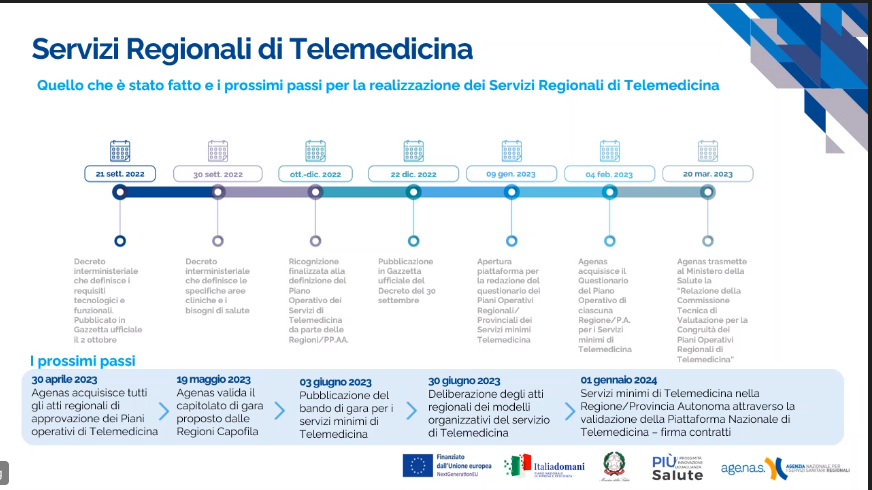 Servizi Regionali di Telemedicina
Quello che è stato fatto e i prossimi passi per la realizzazione dei Servizi Regionali di Telemedicina
21 sett. 2022
30 sett. 2022
ott.-dic. 2022
22 dic. 2022
09 gen. 2023
04 feb. 2023
20 mar. 2023
Decreto
interministeriale
che definisce i
requisiti
tecnologici e
funzionali.
Pubblicato in
Gazzetta ufficiale
il 2 ottobre
Decreto
interministeriale
che definisce le
specifiche aree
cliniche e i
bisogni di salute
Ricognizione
finalizzata alla
definizione del
Piano
Operativo dei
Servizi di
Telemedicina
da parte delle
Regioni/PP.AA.
Pubblicazione
in Gazzetta
ufficiale del
Decreto del 30
settembre
Apertura
piattaforma per
la redazione del
questionario dei
Piani Operativi
Regionali/
Provinciali dei
Servizi minimi
Telemedicina
Agenas
acquisisce il
Questionario
del Piano
Operativo di
ciascuna
Regione/P.A.
per i Servizi
minimi di
Telemedicina
Agenas trasmette
al Ministero della
Salute la
"Relazione della
Commissione
Tecnica di
Valutazione per la
Congruità dei
Piani Operativi
Regionali di
Telemedicina"
I prossimi passi
30 aprile 2023
Agenas acquisisce tutti
gli atti regionali di
approvazione dei Piani
operativi di Telemedicina
19 maggio 2023
Agenas valida il
capitolato di gara
proposto dalle
Regioni Capofila
03 giugno 2023
Pubblicazione del
bando di gara per i
servizi minimi di
Telemedicina
30 giugno 2023
Deliberazione degli atti
regionali dei modelli
organizzativi del servizio
di Telemedicina
01 gennaio 2024
Servizi minimi di Telemedicina nella
Regione/Provincia Autonoma attraverso la
validazione della Piattaforma Nazionale di
Telemedicina – firma contratti
Finanziato
dall'Unione europea
NextGenerationEU
Italiadomani
PIÙ
Salute
agenas.
AGENZIA NAZIONALE PER
I SERVIZI SANITARI REGIONALI